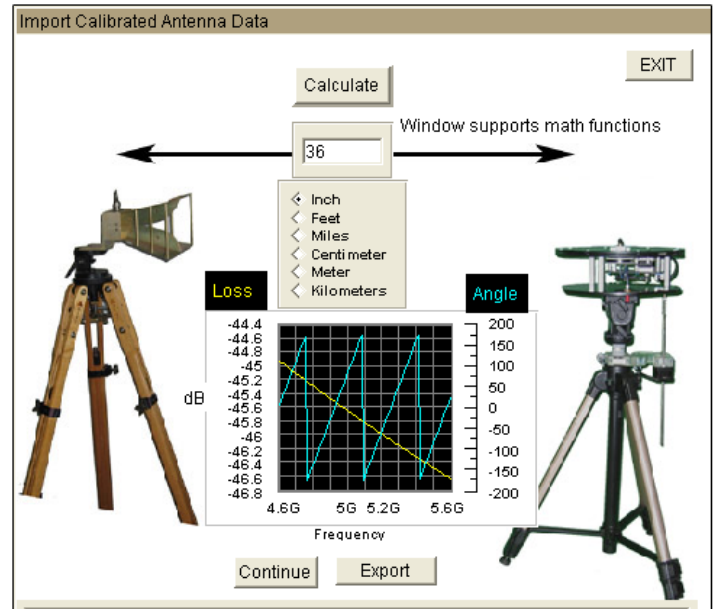 Import Calibrated Antenna Data
EXIT
Calculate
Window supports math functions
36
Inch
Feet
Miles
Centimeter
Meter
Kilometers
Loss
Angle
-44.4
-44.6
-44.8
-45
-45.2
-45.4
-45.6
-45.8
-46
-46.2
-46.4
-46.6
-46.8
dB
200
150
100
50
0
-50
-100
-150
-200
4.6G 5G 5.2G 5.6G
Frequency
Continue
Export